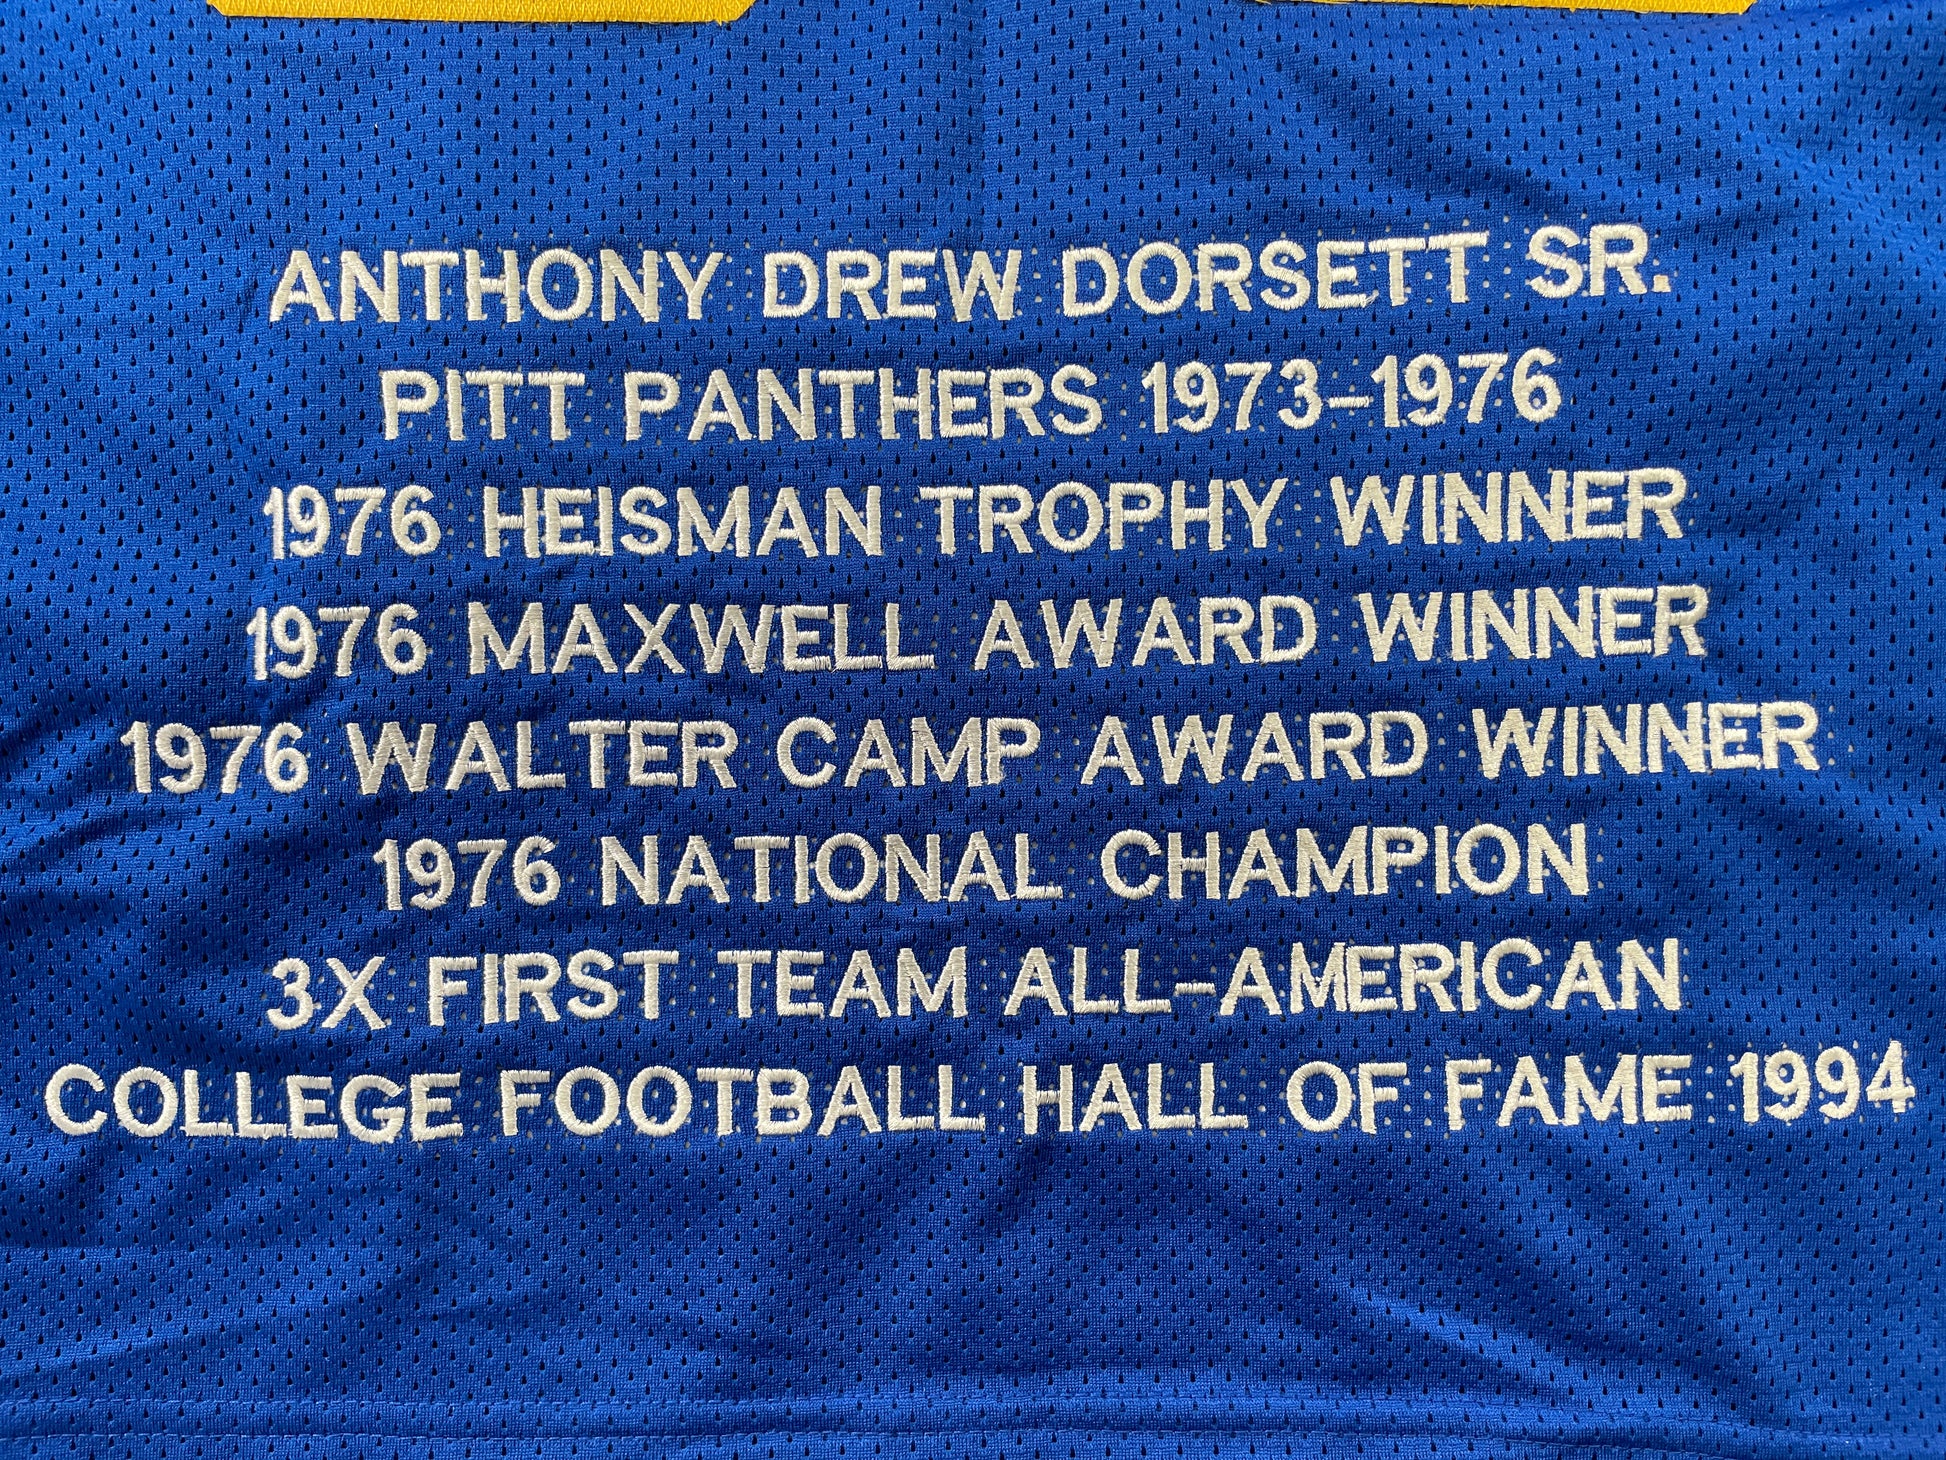 ANTHONY DREW DORSETT SR.
PITT PANTHERS 1973-1976
1976 HEISMAN TROPHY WINNER
1976 MAXWELL AWARD WINNER
1976 WALTER CAMP AWARD WINNER
1976 NATIONAL CHAMPION
3X FIRST TEAM ALL-AMERICAN
COLLEGE FOOTBALL HALL OF FAME 1994